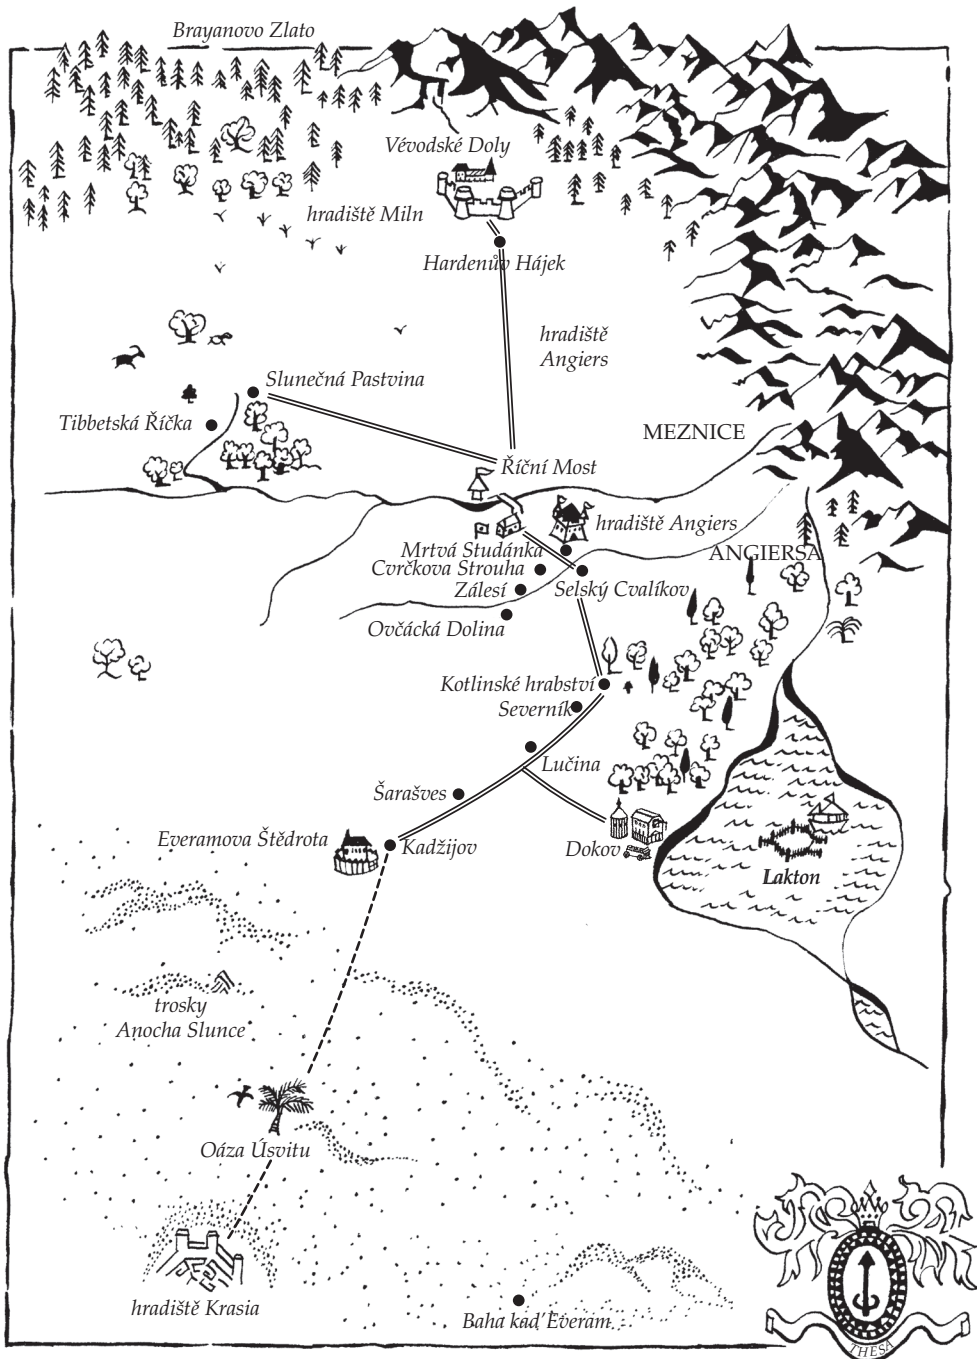 Brayanovo Zlato
Vévodské Doly
hradiště Miln
Hardenův Hájek
hradiště
Angiers
Slunečná Pastvina
Tibbetská Říčka
MEZNICE
Říční Most
hradiště Angiers
Mrtvá Studánka
ANGIERSA
Cvrčkova Strouha
Zálesí
Selský Cvalíkov
Ovčácká Dolina
Kotlinské hrabství
Severník
Lučina
Šarašves
Everamova Štědrota
Kadžijov
Dokov
Lakton
trosky
Anocha Slunce
Oáza Úsvitu
hradiště Krasia
Baha kad’Everam
THESA